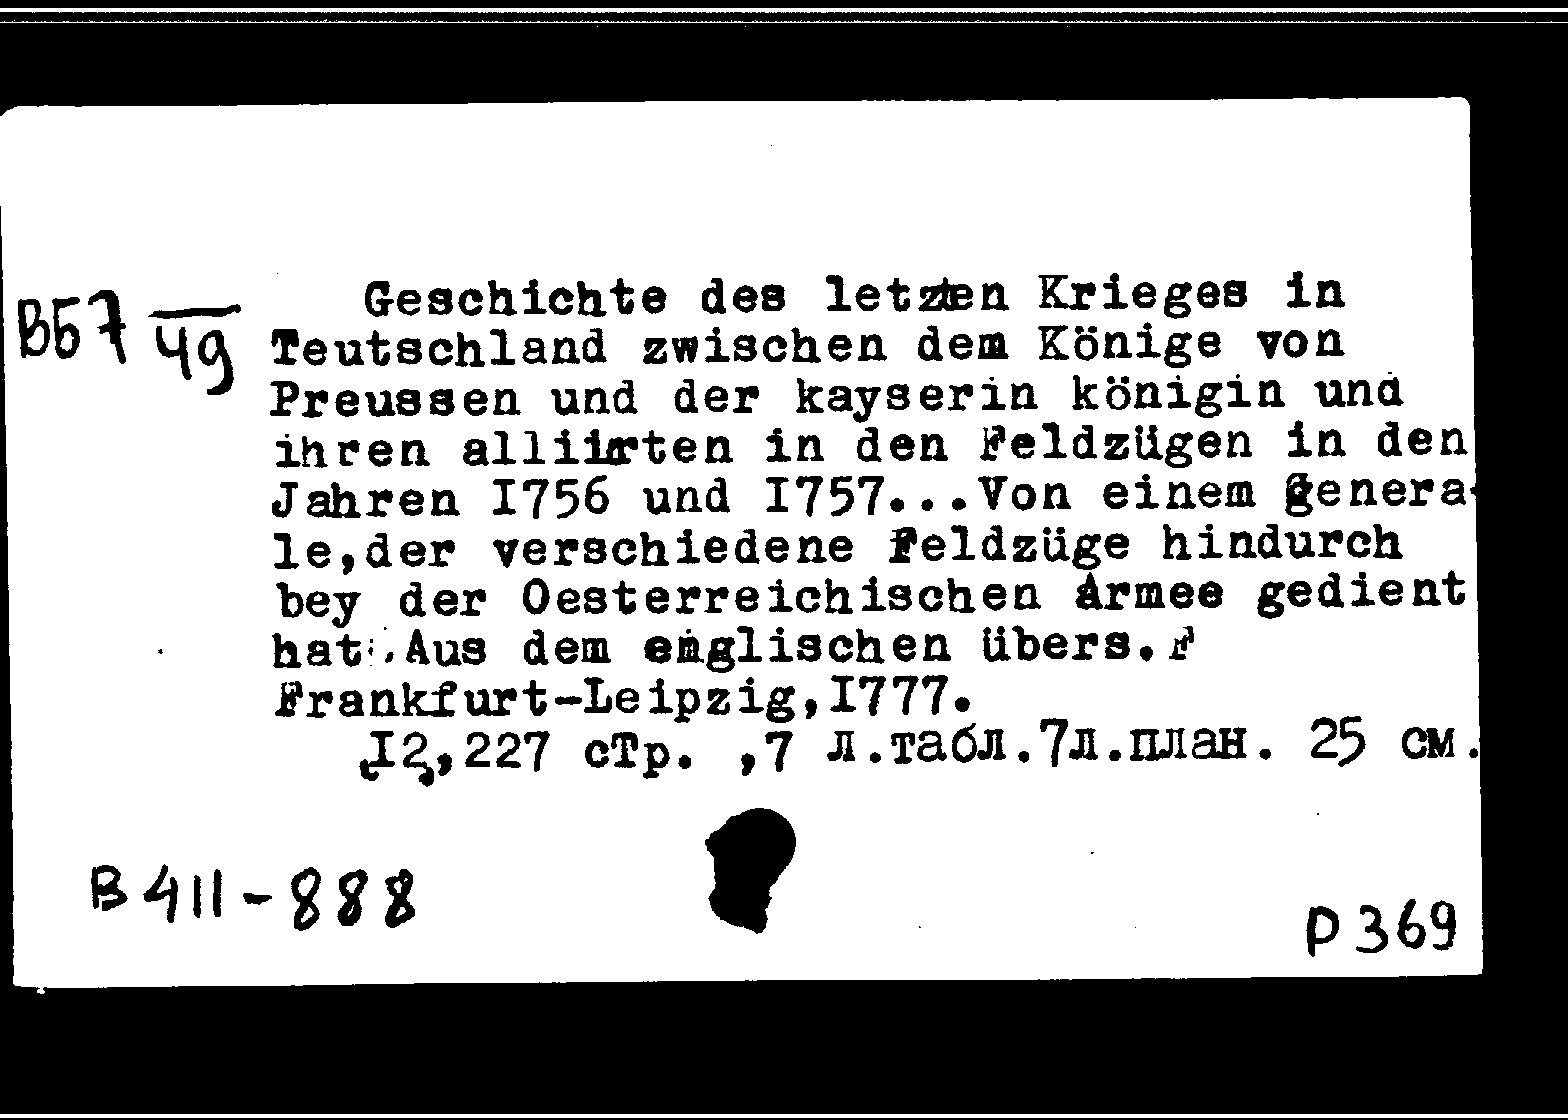 Geschichte des letzten Krieges in
В57 49 Teutschland zwischen dem Könige von
Preussen und der kayserin königin und
ihren alliirten in den Feldzügen in den
Jahren I756 und I757...Von einem genera-
le,der verschiedene Feldzüge hindurch
bey der Oesterreichischen Armee gedient
hat.Aus dem englischen übers.
Frankfurt-Leipzig,I777.
I2,227 стр. ,7 л.табл.7л.план. 25 см.
В 411-888
Р 369